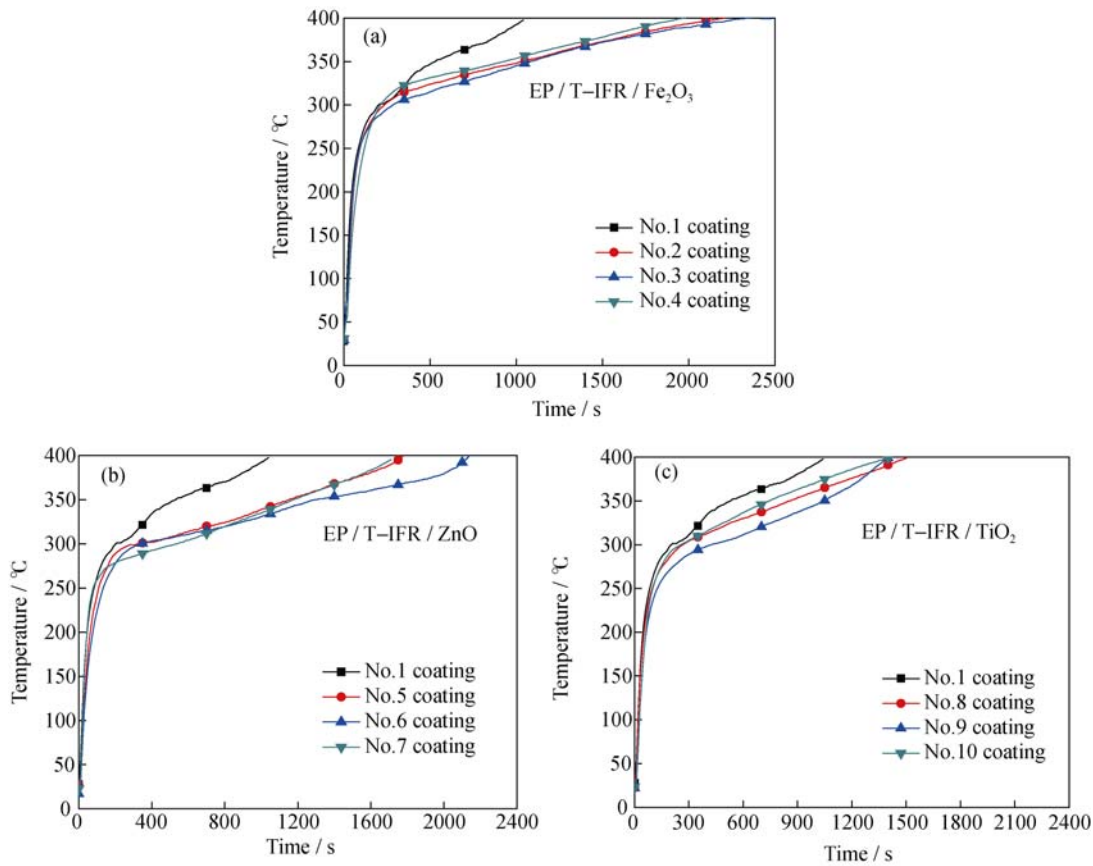 400
350
300
250
200
150
100
50
0
Temperature / ℃
(a)
EP / T–IFR / Fe₂O₃
No.1 coating
No.2 coating
No.3 coating
No.4 coating
0 500 1000 1500 2000 2500
Time / s
400
350
300
250
200
150
100
50
0
Temperature / ℃
(b)
EP / T–IFR / ZnO
No.1 coating
No.5 coating
No.6 coating
No.7 coating
0 400 800 1200 1600 2000 2400
Time / s
400
350
300
250
200
150
100
50
0
Temperature / ℃
(c)
EP / T–IFR / TiO₂
No.1 coating
No.8 coating
No.9 coating
No.10 coating
0 300 600 900 1200 1500 1800 2100 2400
Time / s